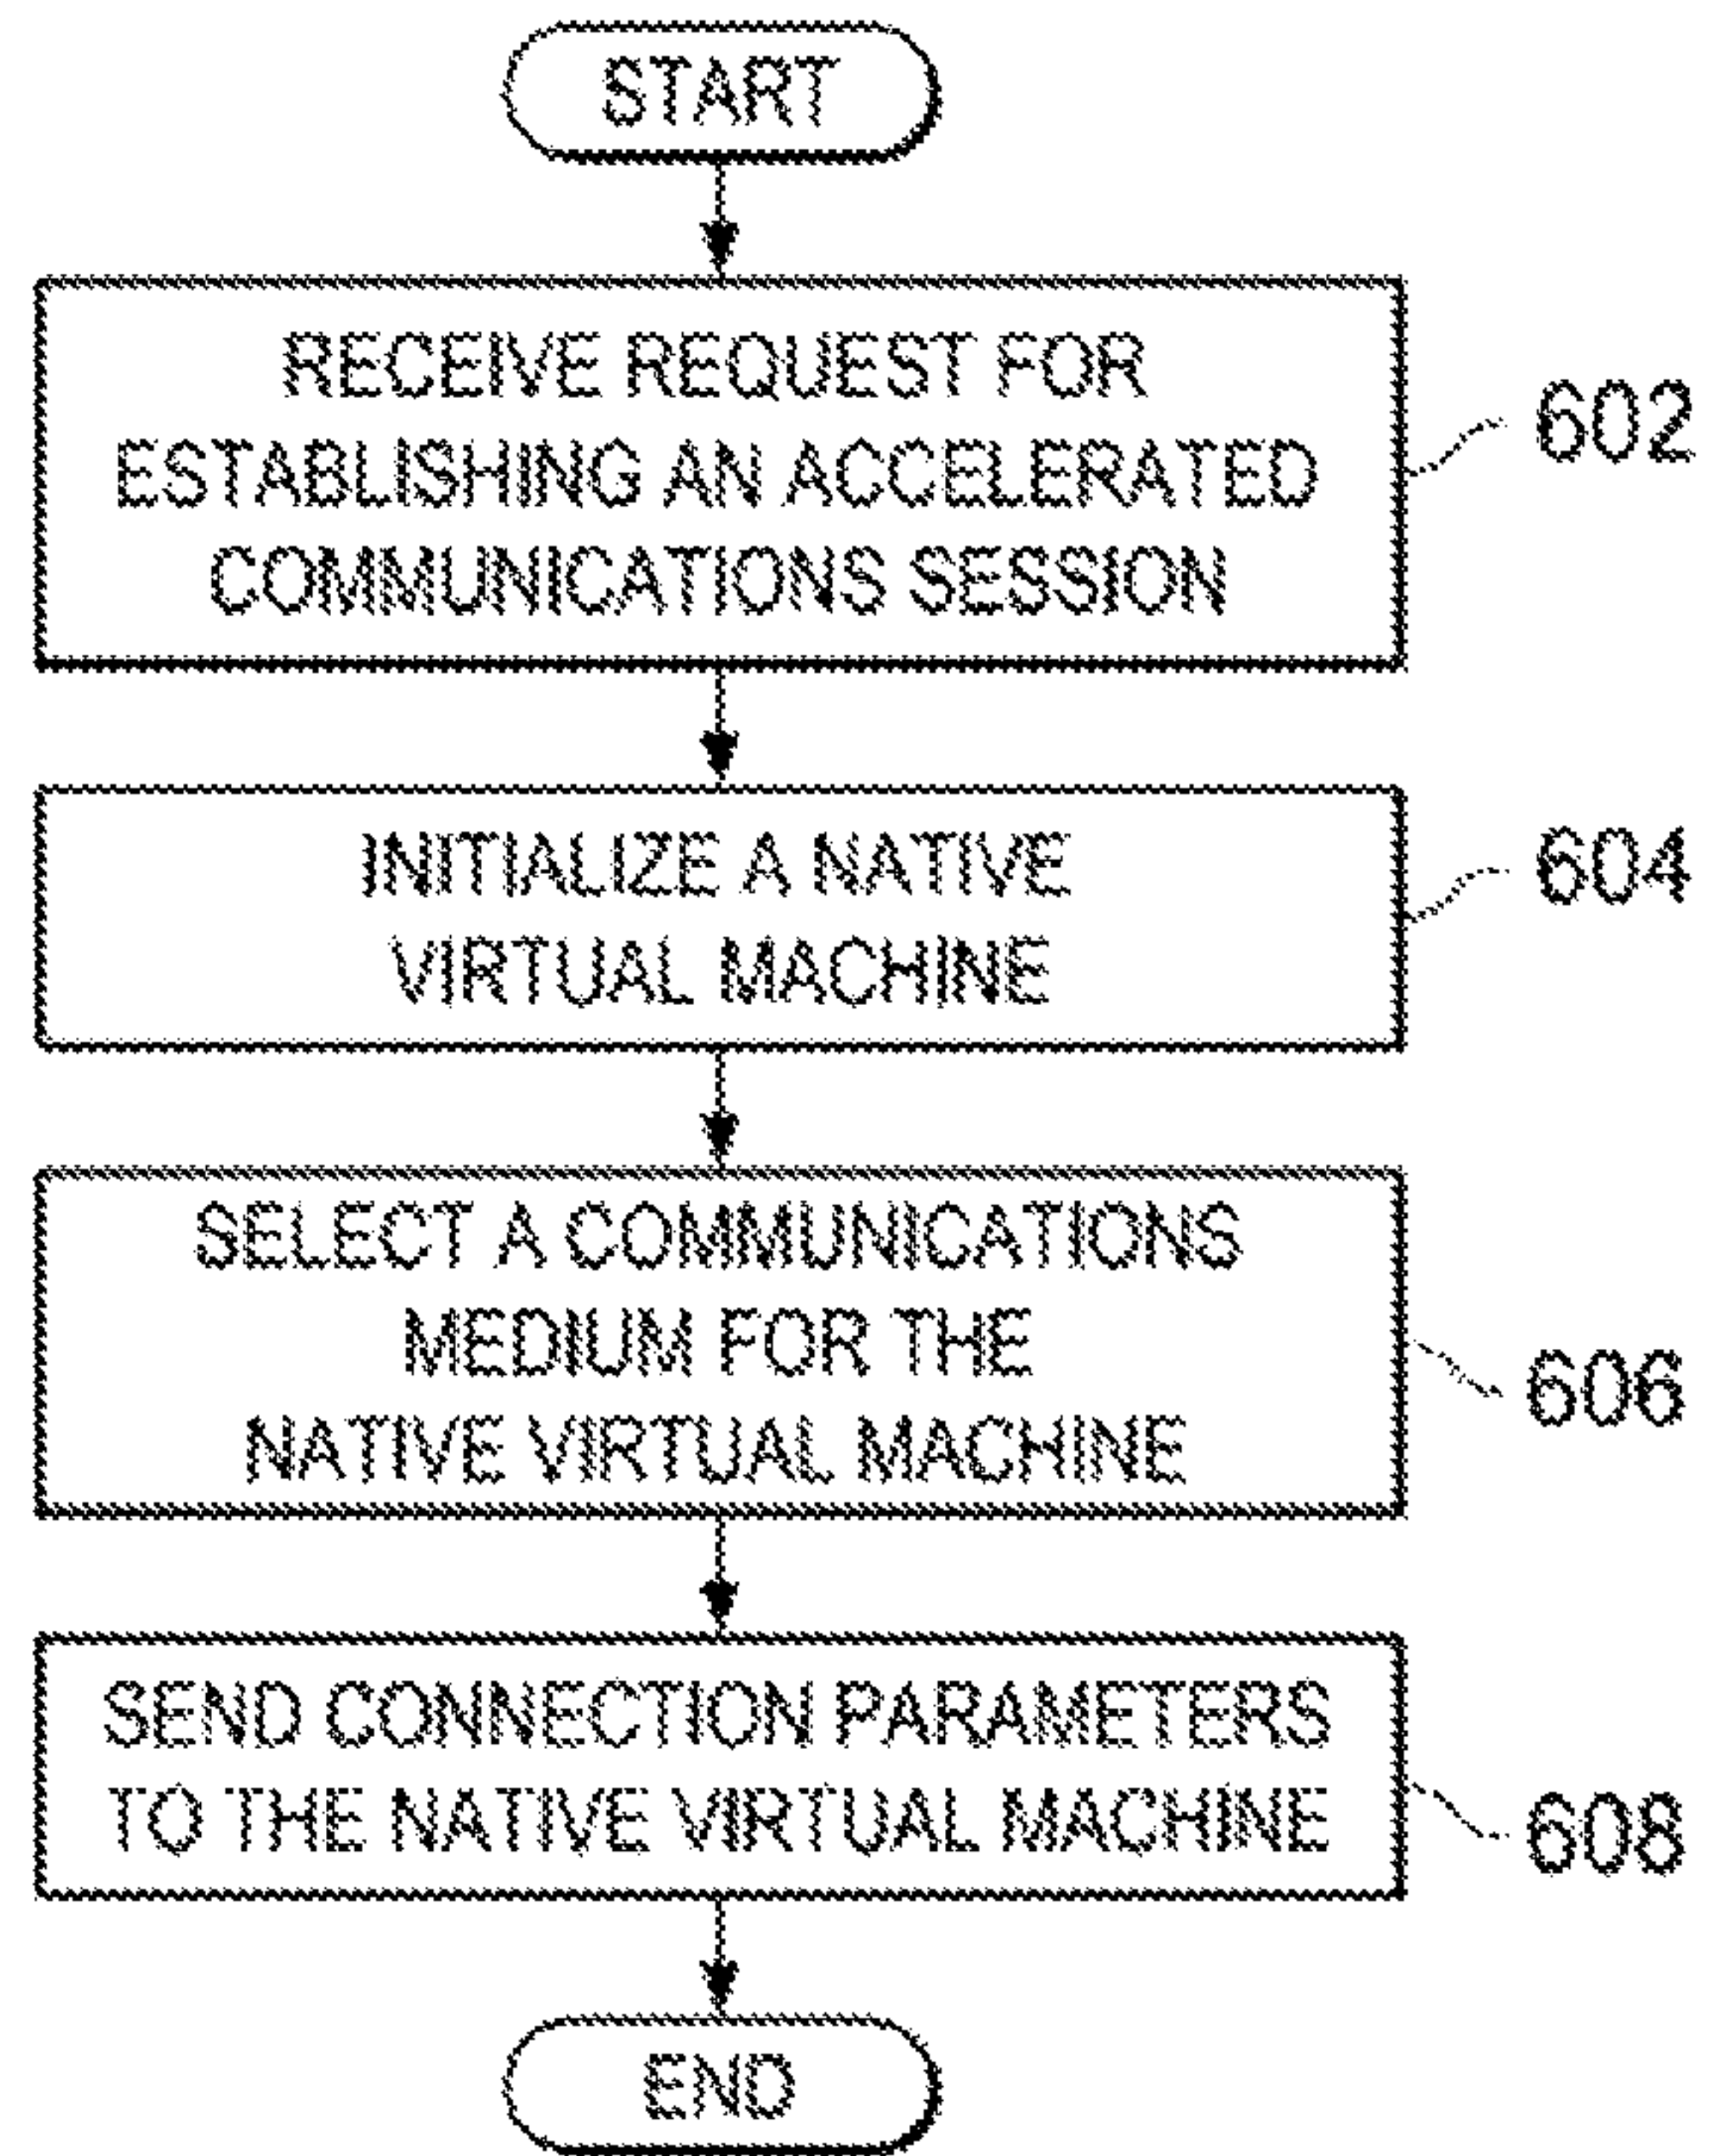 START
RECEIVE REQUEST FOR
ESTABLISHING AN ACCELERATED
COMMUNICATIONS SESSION
602
INITIALIZE A NATIVE
VIRTUAL MACHINE
604
SELECT A COMMUNICATIONS
MEDIUM FOR THE
NATIVE VIRTUAL MACHINE
606
SEND CONNECTION PARAMETERS
TO THE NATIVE VIRTUAL MACHINE
608
END